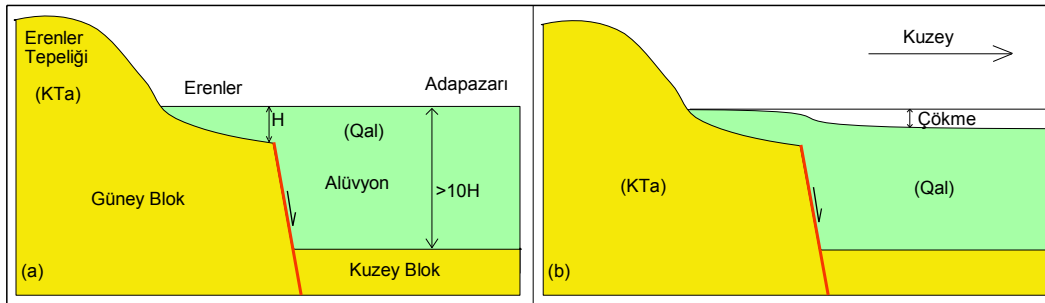 Erenler
Tepeliği
(KTa)
Erenler
Adapazarı
H
(Qal)
Alüvyon
>10H
Güney Blok
Kuzey Blok
(a)
Kuzey
Çökme
(KTa)
(Qal)
(b)